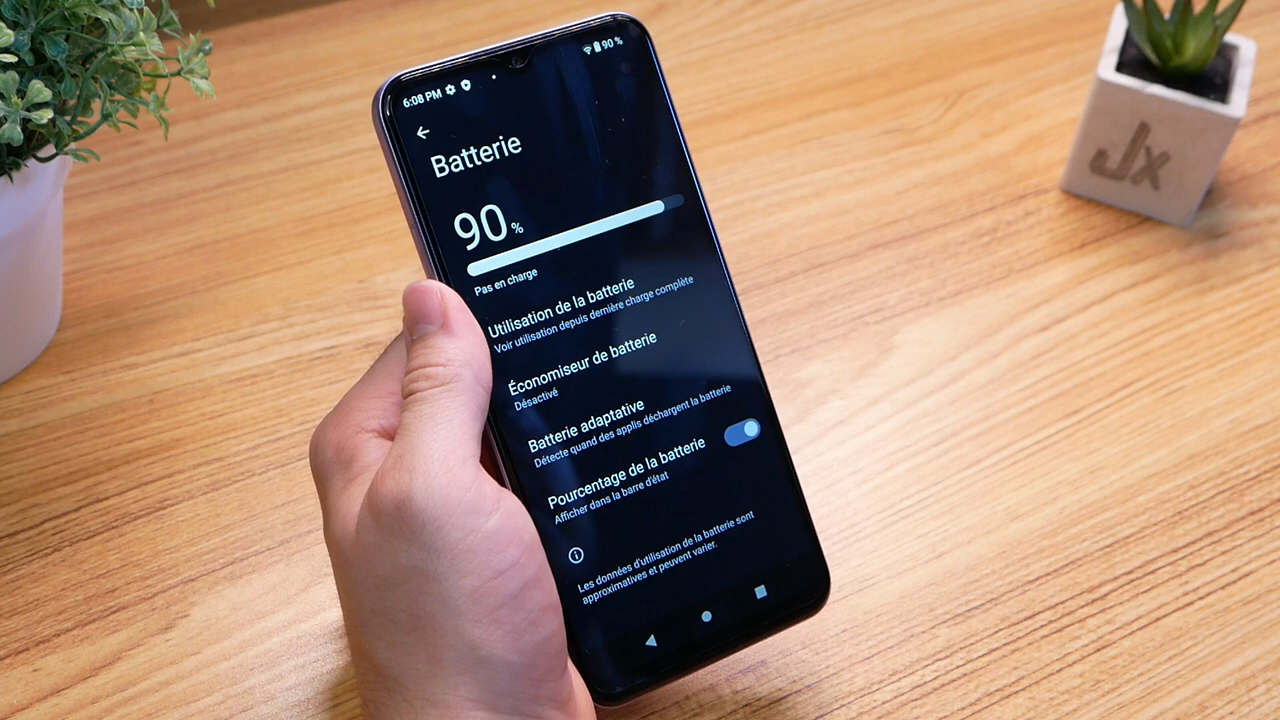 6:08 PM
90 %
Batterie
90 %
Pas en charge
Utilisation de la batterie
Voir utilisation depuis dernière charge complète
Économiseur de batterie
Désactivé
Batterie adaptative
Détecte quand des applis déchargent la batterie
Pourcentage de la batterie
Afficher dans la barre d'état
Les données d'utilisation de la batterie sont
approximatives et peuvent varier.
Jx